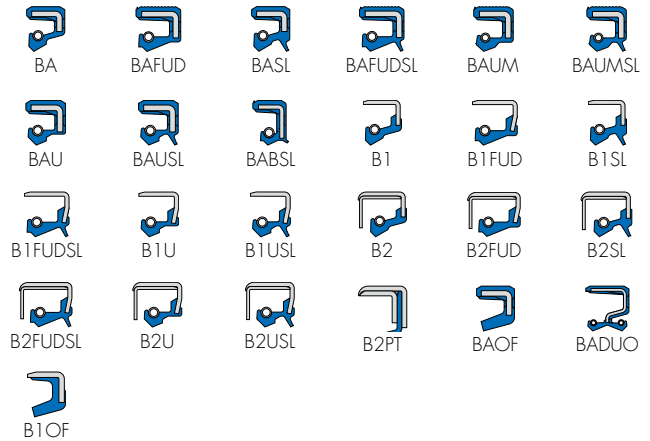 BA BAFUD BASL BAFUDSL BAUM BAUMSL
BAU BAUSL BABSL B1 B1FUD B1SL
B1FUDSL B1U B1USL B2 B2FUD B2SL
B2FUDSL B2U B2USL B2PT BAOF BADUO
B1OF